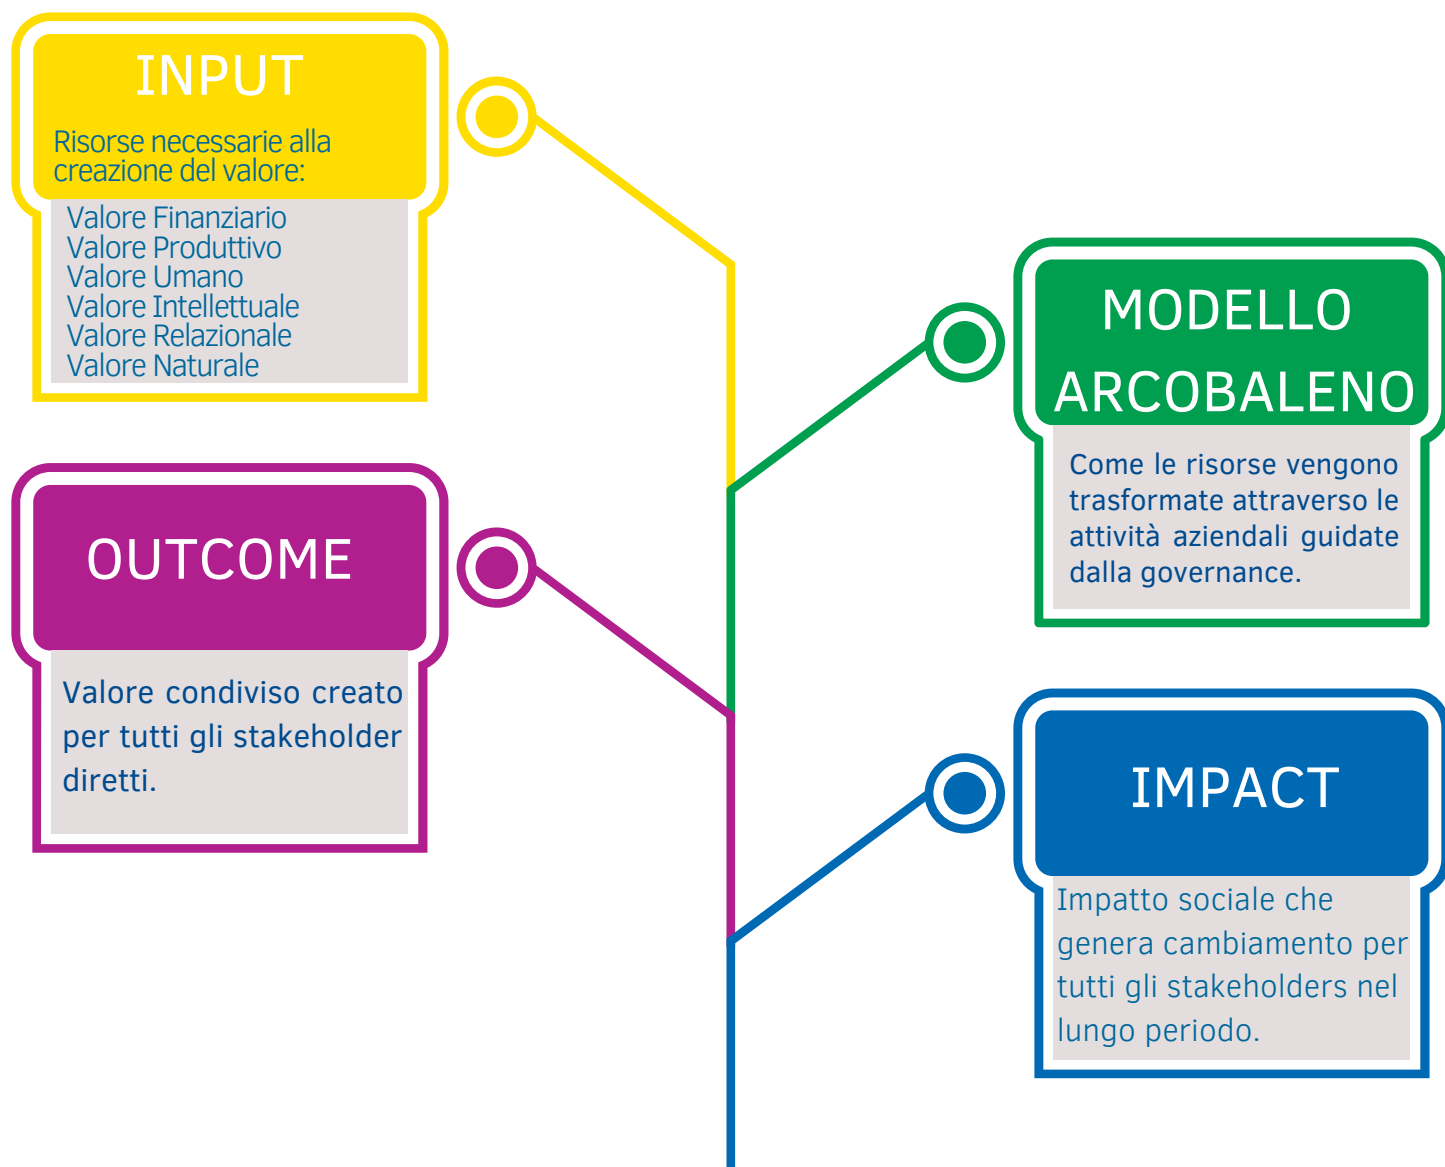 INPUT
Risorse necessarie alla
creazione del valore:
Valore Finanziario
Valore Produttivo
Valore Umano
Valore Intellettuale
Valore Relazionale
Valore Naturale
MODELLO
ARCOBALENO
Come le risorse vengono
trasformate attraverso le
attività aziendali guidate
dalla governance.
OUTCOME
Valore condiviso creato
per tutti gli stakeholder
diretti.
IMPACT
Impatto sociale che
genera cambiamento per
tutti gli stakeholders nel
lungo periodo.